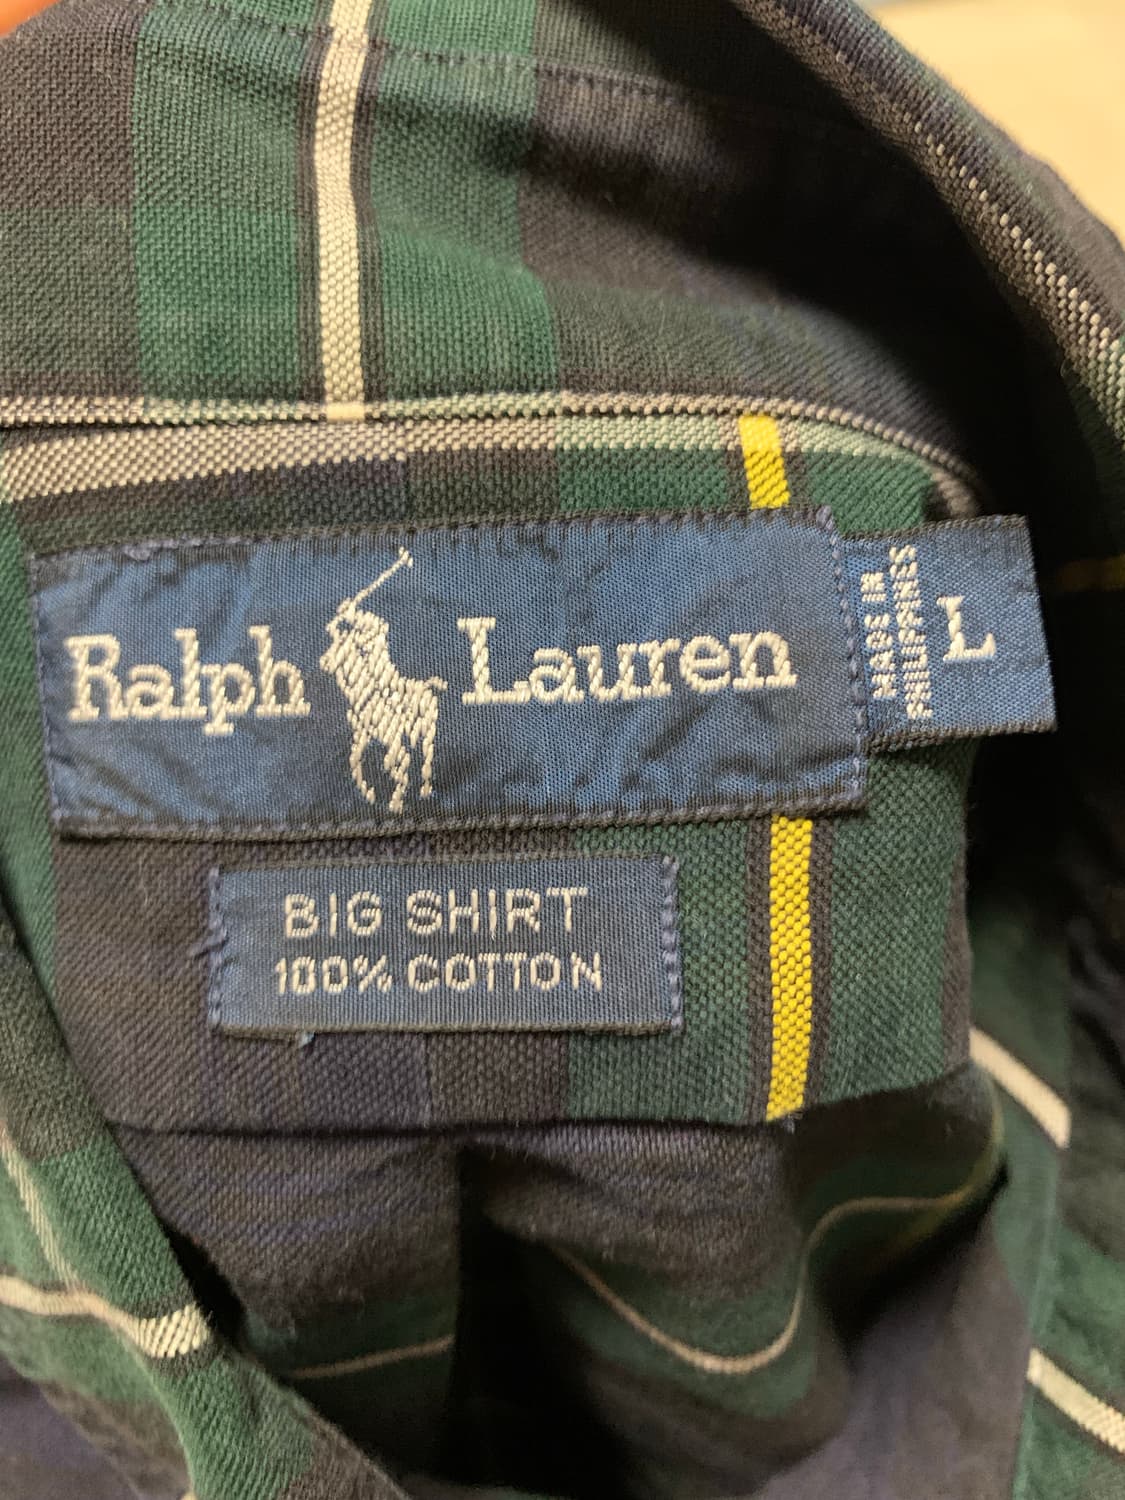 Ralph Lauren
MADE IN
PHILIPPINES
L
BIG SHIRT
100% COTTON